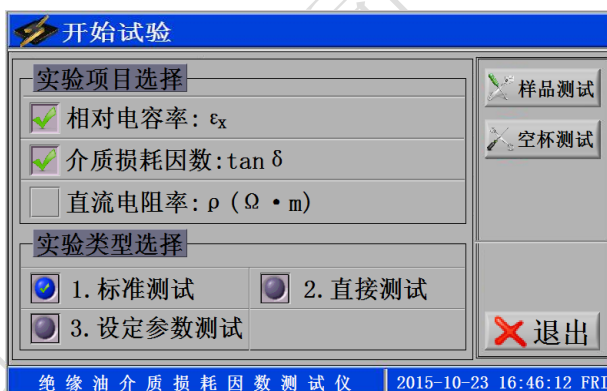 开始试验
实验项目选择
相对电容率: εx
介质损耗因数:tan δ
直流电阻率: ρ (Ω • m)
实验类型选择
1. 标准测试
2. 直接测试
3. 设定参数测试
样品测试
空杯测试
退出
绝缘油介质损耗因数测试仪
2015-10-23 16:46:12 FRI